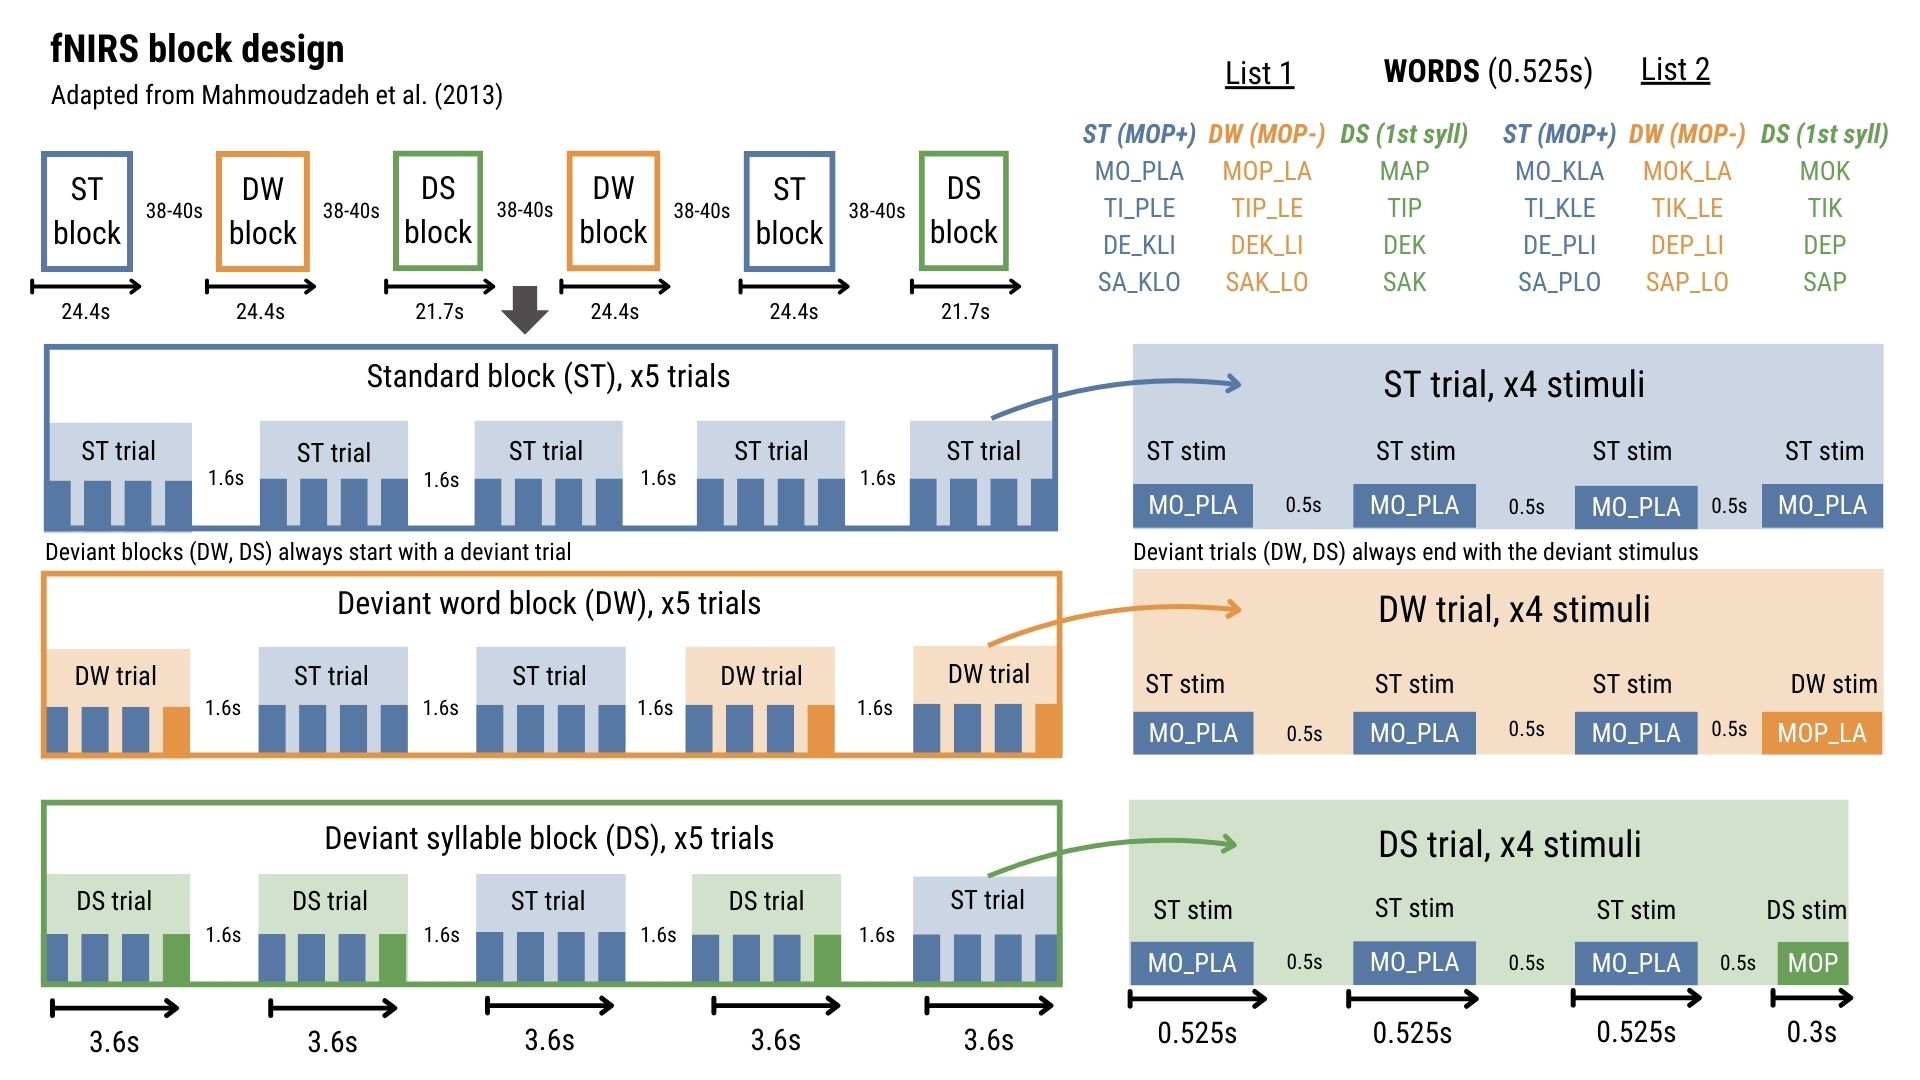 fNIRS block design
Adapted from Mahmoudzadeh et al. (2013)
ST block
38-40s
DW block
38-40s
DS block
38-40s
DW block
38-40s
ST block
38-40s
DS block
24.4s
24.4s
21.7s
24.4s
24.4s
21.7s
List 1
WORDS (0.525s)
List 2
ST (MOP+) DW (MOP-) DS (1st syll) ST (MOP+) DW (MOP-) DS (1st syll)
MO_PLA MOP_LA MAP MO_KLA MOK_LA MOK
TI_PLE TIP_LE TIP TI_KLE TIK_LE TIK
DE_KLI DEK_LI DEK DE_PLI DEP_LI DEP
SA_KLO SAK_LO SAK SA_PLO SAP_LO SAP
Standard block (ST), x5 trials
ST trial 1.6s ST trial 1.6s ST trial 1.6s ST trial 1.6s ST trial
ST trial, x4 stimuli
ST stim ST stim ST stim ST stim
MO_PLA 0.5s MO_PLA 0.5s MO_PLA 0.5s MO_PLA
Deviant blocks (DW, DS) always start with a deviant trial
Deviant trials (DW, DS) always end with the deviant stimulus
Deviant word block (DW), x5 trials
DW trial 1.6s ST trial 1.6s ST trial 1.6s DW trial 1.6s DW trial
DW trial, x4 stimuli
ST stim ST stim ST stim DW stim
MO_PLA 0.5s MO_PLA 0.5s MO_PLA 0.5s MOP_LA
Deviant syllable block (DS), x5 trials
DS trial 1.6s DS trial 1.6s ST trial 1.6s DS trial 1.6s ST trial
3.6s 3.6s 3.6s 3.6s 3.6s
DS trial, x4 stimuli
ST stim ST stim ST stim DS stim
MO_PLA 0.5s MO_PLA 0.5s MO_PLA 0.5s MOP
0.525s 0.525s 0.525s 0.3s